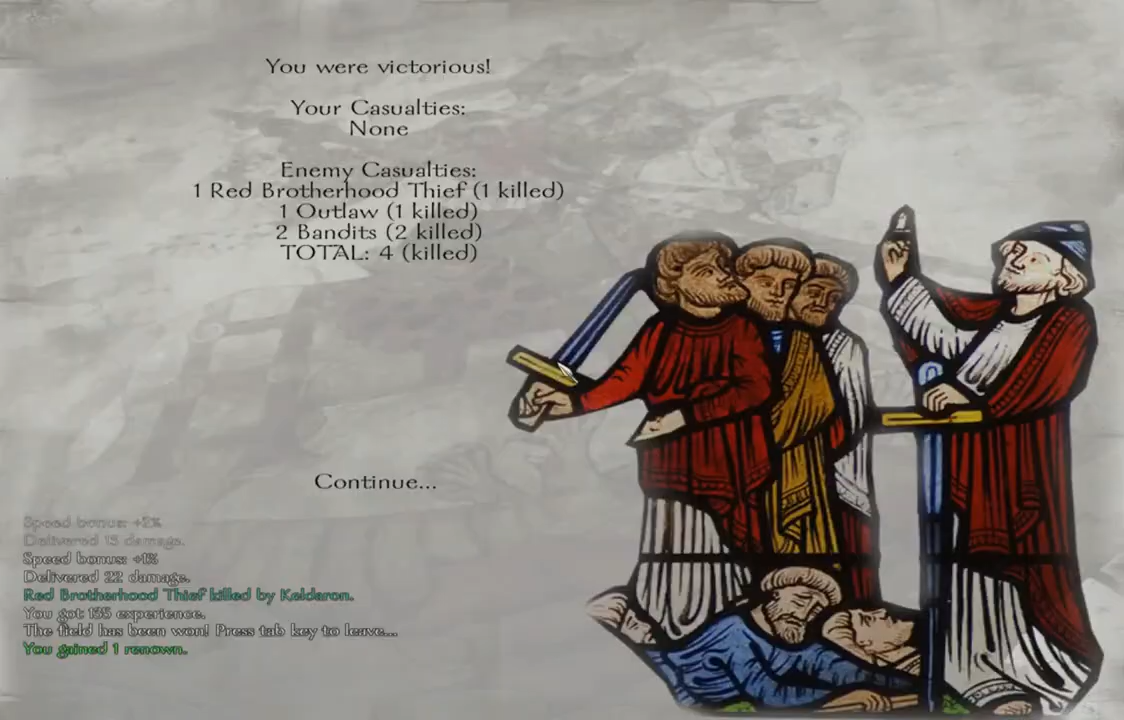 You were victorious!
Your Casualties:
None
Enemy Casualties:
1 Red Brotherhood Thief (1 killed)
1 Outlaw (1 killed)
2 Bandits (2 killed)
TOTAL: 4 (killed)
Continue...
Speed bonus: +2%
Delivered 15 damage.
Speed bonus: +1%
Delivered 22 damage.
Red Brotherhood Thief killed by Keldaron.
You got 135 experience.
The field has been won! Press tab key to leave...
You gained 1 renown.